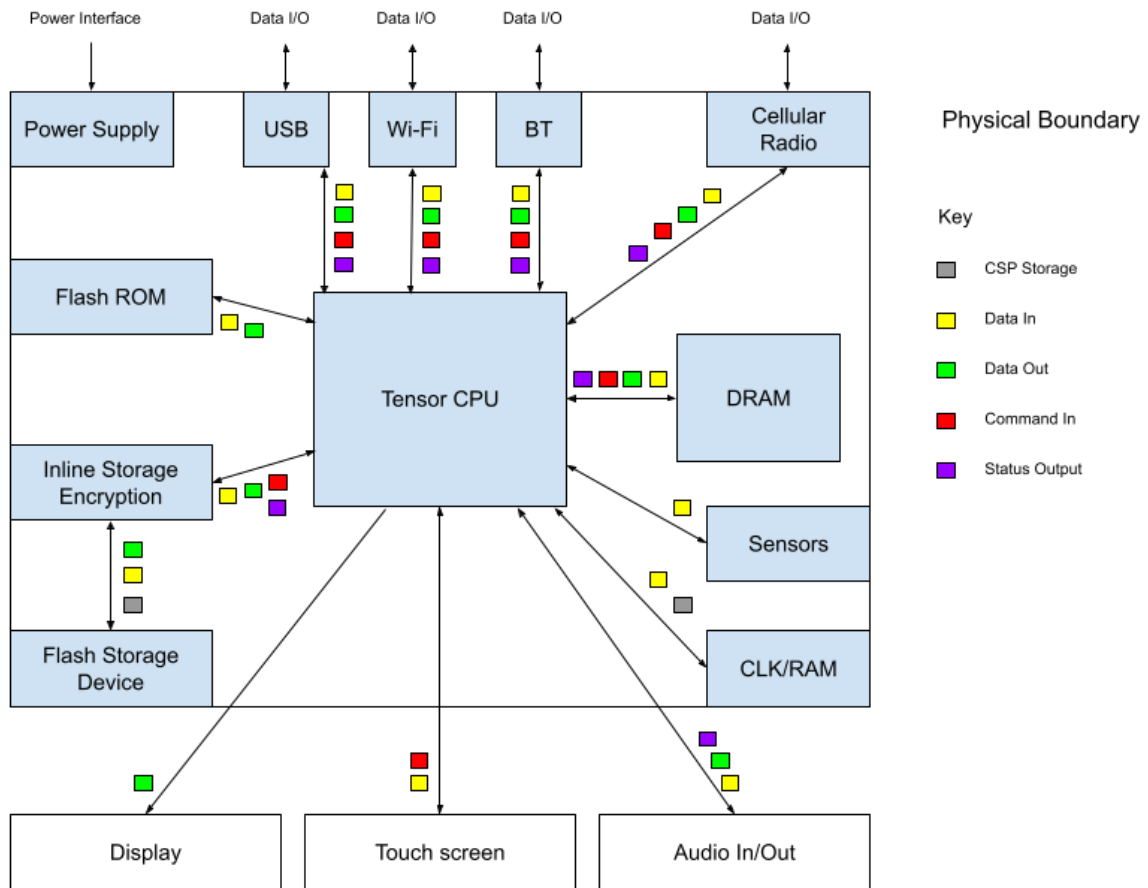 Power Interface
Data I/O
Data I/O
Data I/O
Data I/O
Power Supply
USB
Wi-Fi
BT
Cellular
Radio
Physical Boundary
Key
CSP Storage
Data In
Data Out
Command In
Status Output
Flash ROM
Tensor CPU
DRAM
Inline Storage
Encryption
Sensors
Flash Storage
Device
CLK/RAM
Display
Touch screen
Audio In/Out